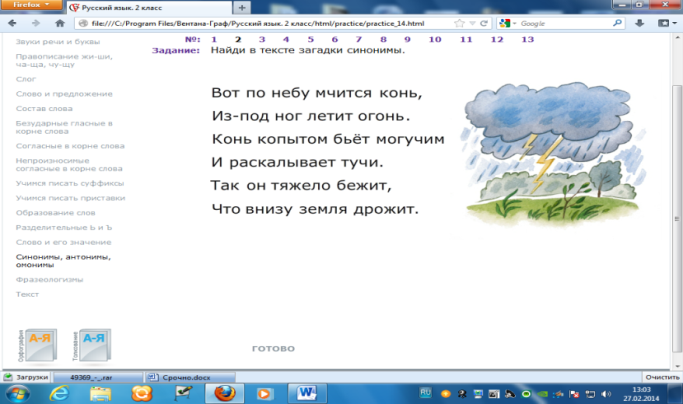 Firefox
Русский язык. 2 класс
file:///C:/Program Files/Вентана-Граф/Русский язык. 2 класс/html/practice/practice_14.html
Google
№: 1 2 3 4 5 6 7 8 9 10 11 12 13
Задание: Найди в тексте загадки синонимы.
Звуки речи и буквы
Правописание жи-ши,
ча-ща, чу-щу
Слог
Слово и предложение
Состав слова
Безударные гласные в
корне слова
Согласные в корне слова
Непроизносимые
согласные в корне слова
Учимся писать суффиксы
Учимся писать приставки
Образование слов
Разделительные Ь и Ъ
Слово и его значение
Синонимы, антонимы,
омонимы
Фразеологизмы
Текст
Вот по небу мчится конь,
Из-под ног летит огонь.
Конь копытом бьёт могучим
И раскалывает тучи.
Так он тяжело бежит,
Что внизу земля дрожит.
Орфография
А-Я
Толкование
А-Я
ГОТОВО
Загрузки
49369_-_.rar
Срочно.docx
Очистить
RU
13:03
27.02.2014